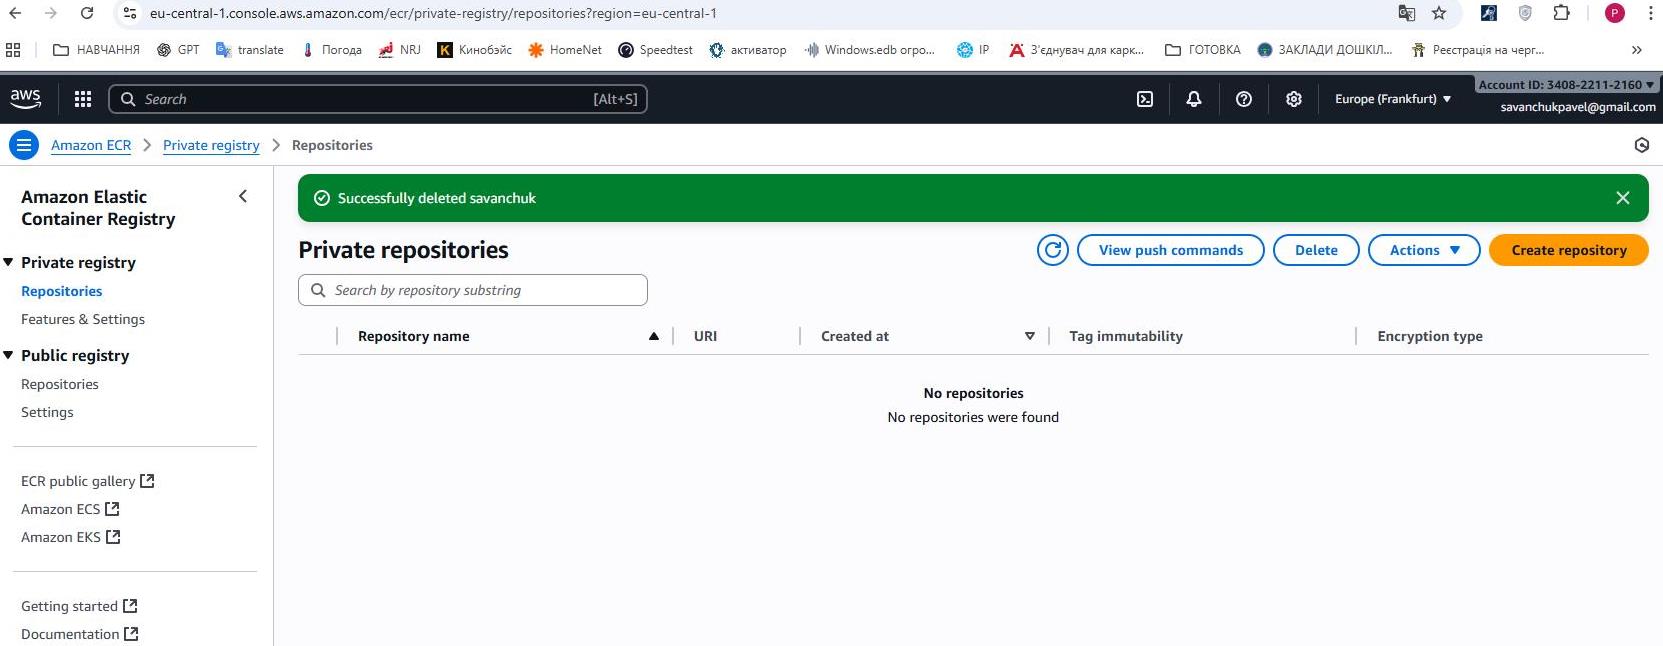 eu-central-1.console.aws.amazon.com/ecr/private-registry/repositories?region=eu-central-1
P
НАВЧАННЯ GPT translate Погода NRJ Кинобэйс HomeNet Speedtest активатор Windows.edb огро... IP З'єднувач для карк... ГОТОВКА ЗАКЛАДИ ДОШКІЛ... Реєстрація на черг... »
aws Search [Alt+S] Europe (Frankfurt) Account ID: 3408-2211-2160
savanchukpavel@gmail.com
Amazon ECR Private registry Repositories
Amazon Elastic
Container Registry
Private registry
Repositories
Features & Settings
Public registry
Repositories
Settings
ECR public gallery
Amazon ECS
Amazon EKS
Getting started
Documentation
Successfully deleted savanchuk
Private repositories View push commands Delete Actions Create repository
Search by repository substring
Repository name URI Created at Tag immutability Encryption type
No repositories
No repositories were found